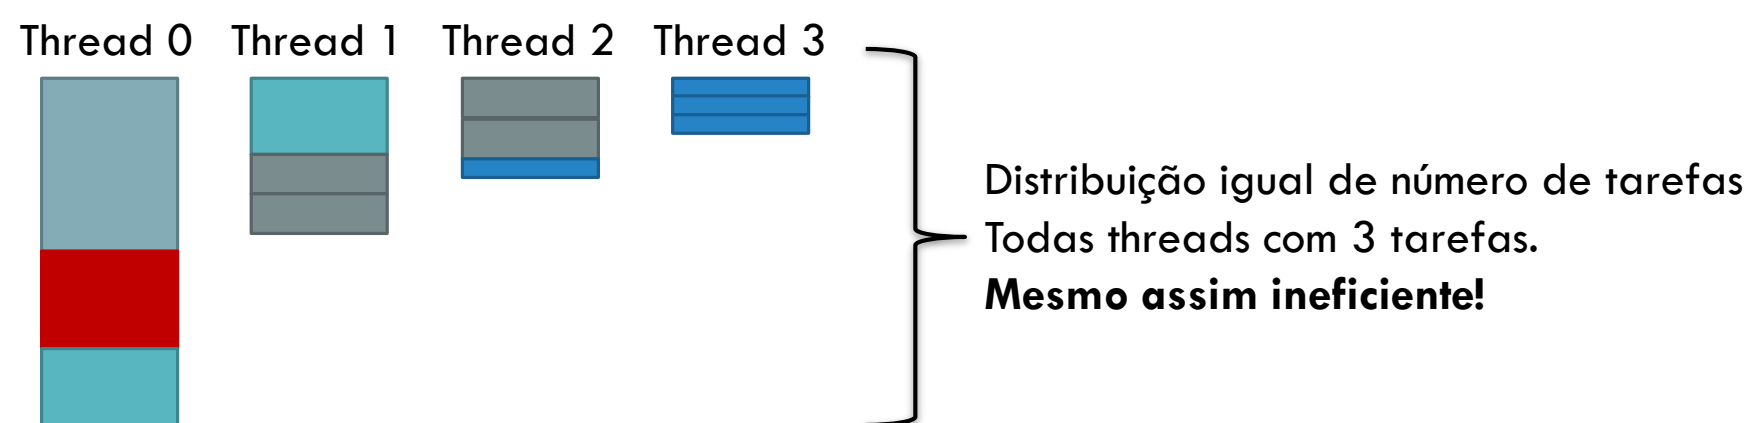 Thread 0 Thread 1 Thread 2 Thread 3
Distribuição igual de número de tarefas
Todas threads com 3 tarefas.
Mesmo assim ineficiente!